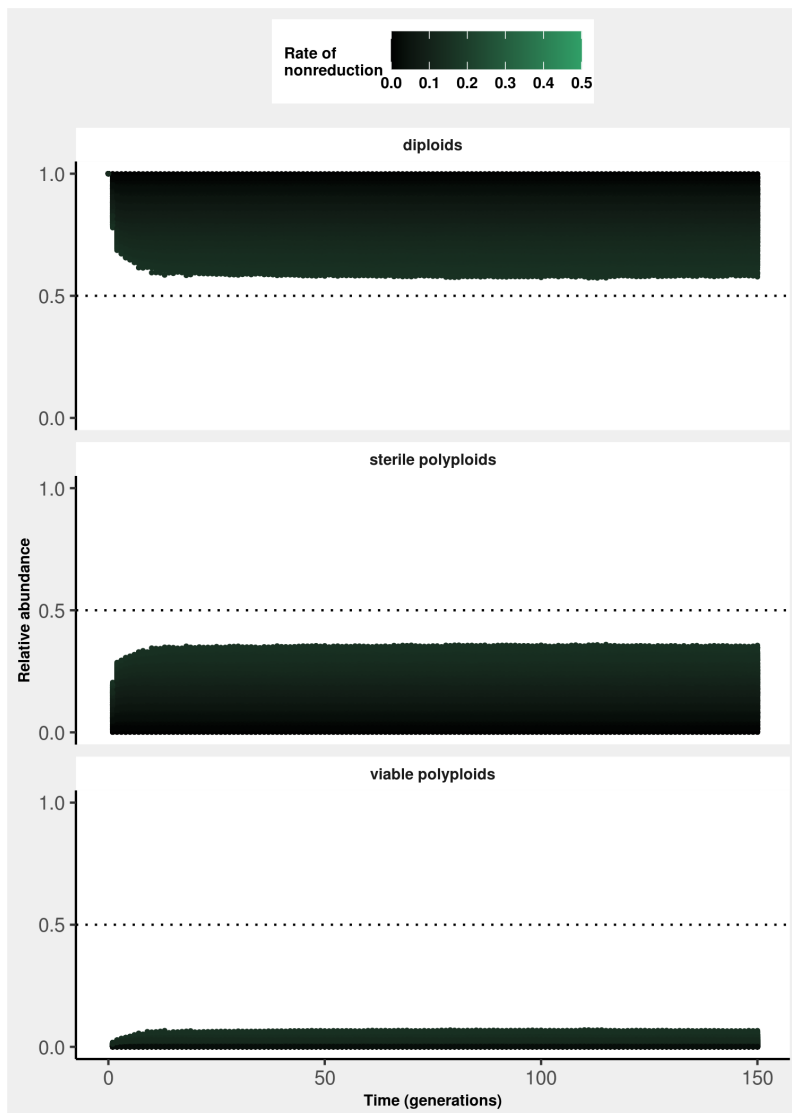 Rate of
nonreduction
0.0 0.1 0.2 0.3 0.4 0.5
diploids
1.0
0.5
0.0
sterile polyploids
1.0
0.5
0.0
Relative abundance
viable polyploids
1.0
0.5
0.0
0 50 100 150
Time (generations)